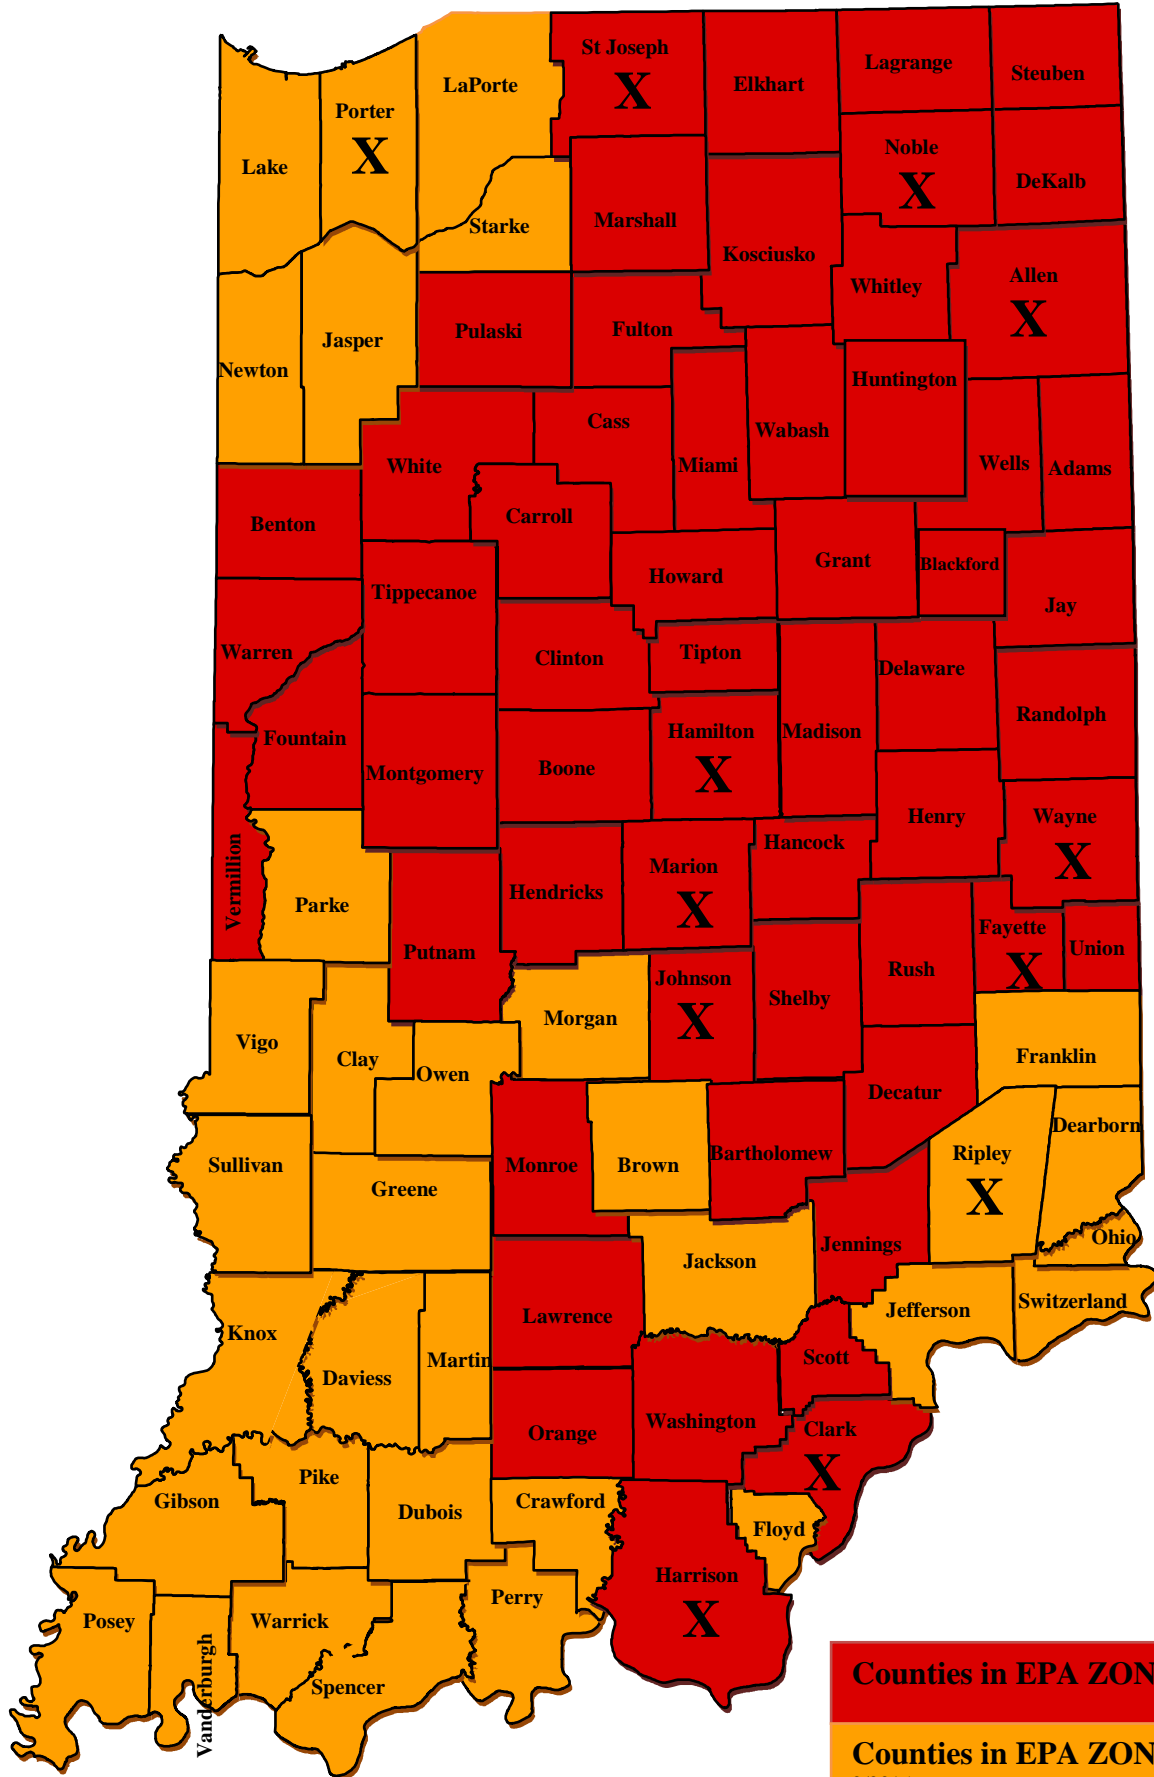 St Joseph
X
Elkhart
Lagrange
Steuben
LaPorte
Porter
X
Lake
Noble
X
DeKalb
Starke
Marshall
Kosciusko
Whitley
Allen
X
Newton
Jasper
Pulaski
Fulton
Huntington
White
Cass
Miami
Wabash
Wells
Adams
Benton
Carroll
Howard
Grant
Blackford
Jay
Tippecanoe
Warren
Clinton
Tipton
Delaware
Randolph
Fountain
Montgomery
Boone
Hamilton
X
Madison
Henry
Wayne
X
Vermillion
Parke
Putnam
Hendricks
Marion
X
Hancock
Fayette
X
Union
Rush
Shelby
Johnson
X
Morgan
Vigo
Clay
Owen
Franklin
Decatur
Dearborn
Sullivan
Greene
Monroe
Brown
Bartholomew
Ripley
X
Ohio
Jennings
Jackson
Knox
Daviess
Martin
Lawrence
Jefferson
Switzerland
Scott
Orange
Washington
Clark
X
Gibson
Pike
Dubois
Crawford
Floyd
Harrison
X
Posey
Vanderburgh
Warrick
Spencer
Perry
Counties in EPA ZON
Counties in EPA ZON